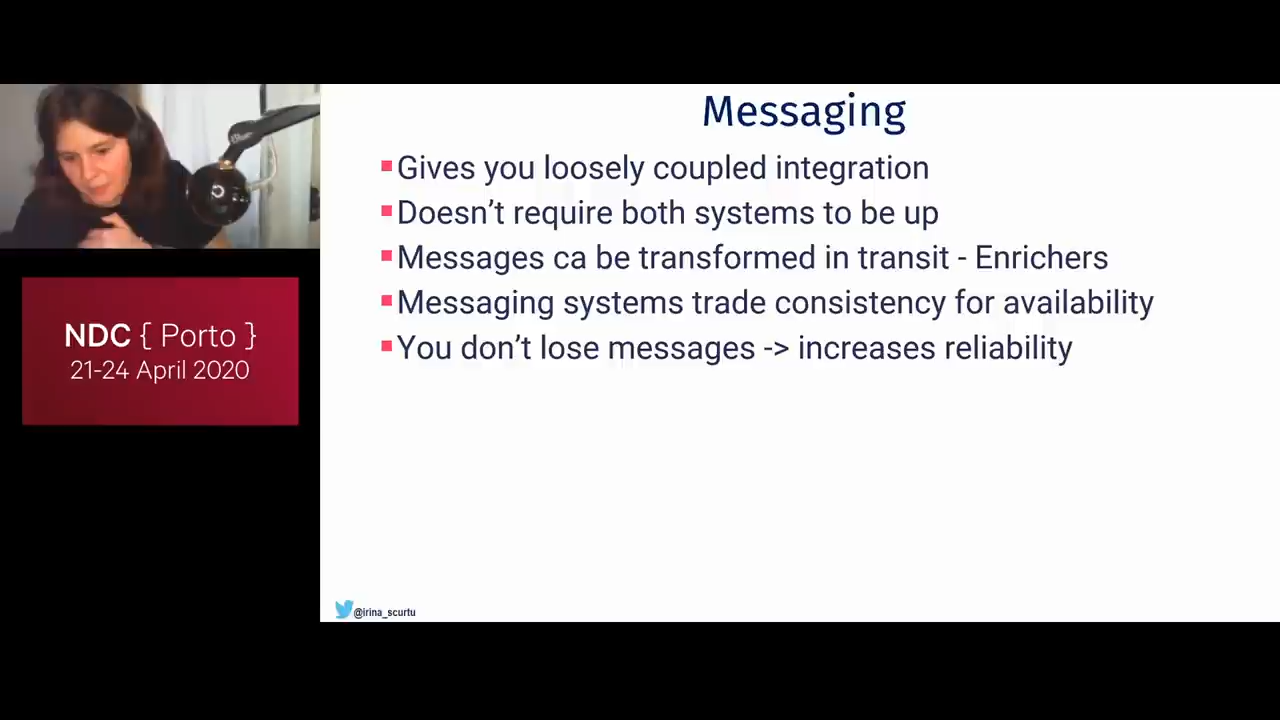 Messaging
Gives you loosely coupled integration
Doesn’t require both systems to be up
Messages ca be transformed in transit - Enrichers
Messaging systems trade consistency for availability
You don’t lose messages -> increases reliability
NDC { Porto }
21-24 April 2020
@irina_scurtu